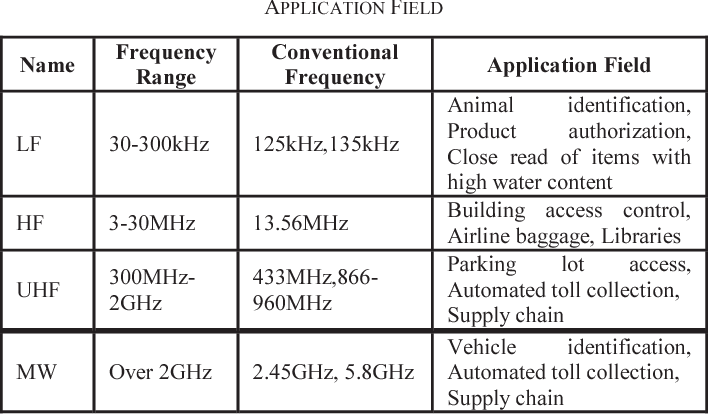 APPLICATION FIELD
Name
Frequency
Range
Conventional
Frequency
Application Field
LF
30-300kHz
125kHz,135kHz
Animal identification,
Product authorization,
Close read of items with
high water content
HF
3-30MHz
13.56MHz
Building access control,
Airline baggage, Libraries
UHF
300MHz-
2GHz
433MHz,866-
960MHz
Parking lot access,
Automated toll collection,
Supply chain
MW
Over 2GHz
2.45GHz, 5.8GHz
Vehicle identification,
Automated toll collection,
Supply chain